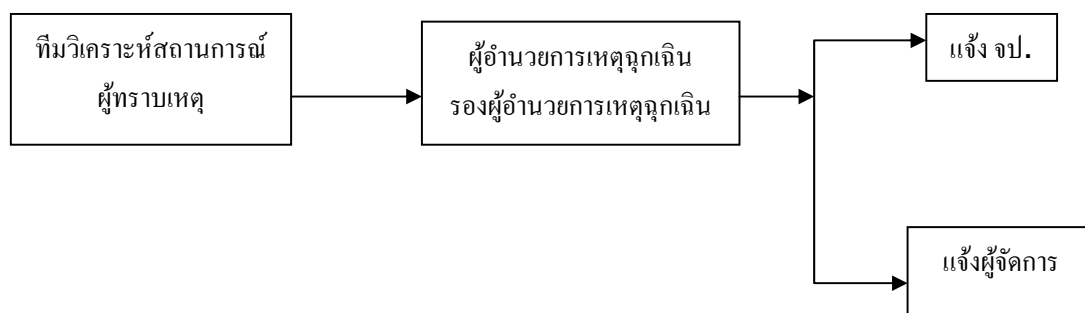 ทีมวิเคราะห์สถานการณ์
ผู้ทราบเหตุ
ผู้อำนวยการเหตุฉุกเฉิน
รองผู้อำนวยการเหตุฉุกเฉิน
แจ้ง จป.
แจ้งผู้จัดการ